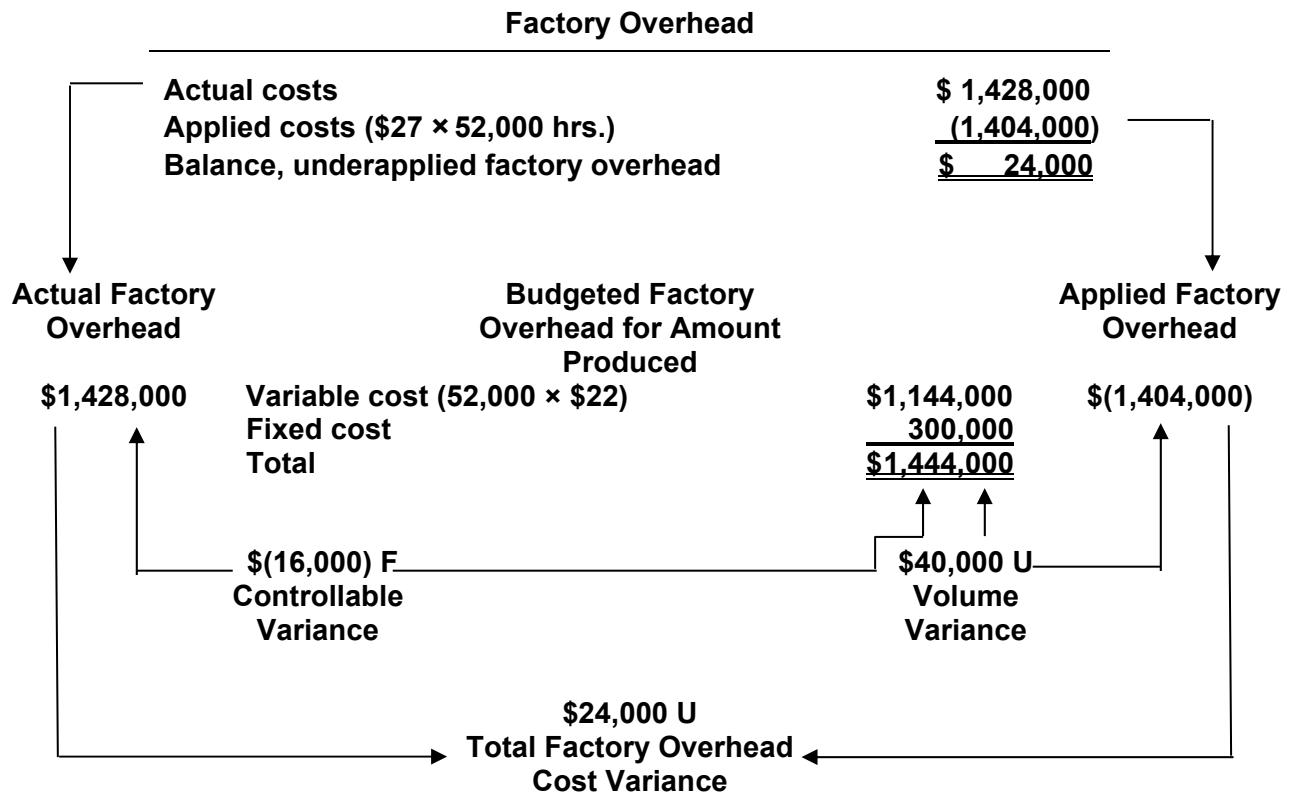 Factory Overhead
Actual costs $ 1,428,000
Applied costs ($27 × 52,000 hrs.) (1,404,000)
Balance, underapplied factory overhead $ 24,000
Actual Factory Budgeted Factory Applied Factory
Overhead Overhead for Amount Overhead
Produced
$1,428,000 Variable cost (52,000 × $22) $1,144,000 $(1,404,000)
Fixed cost 300,000
Total $1,444,000
$(16,000) F $40,000 U
Controllable Volume
Variance Variance
$24,000 U
Total Factory Overhead
Cost Variance